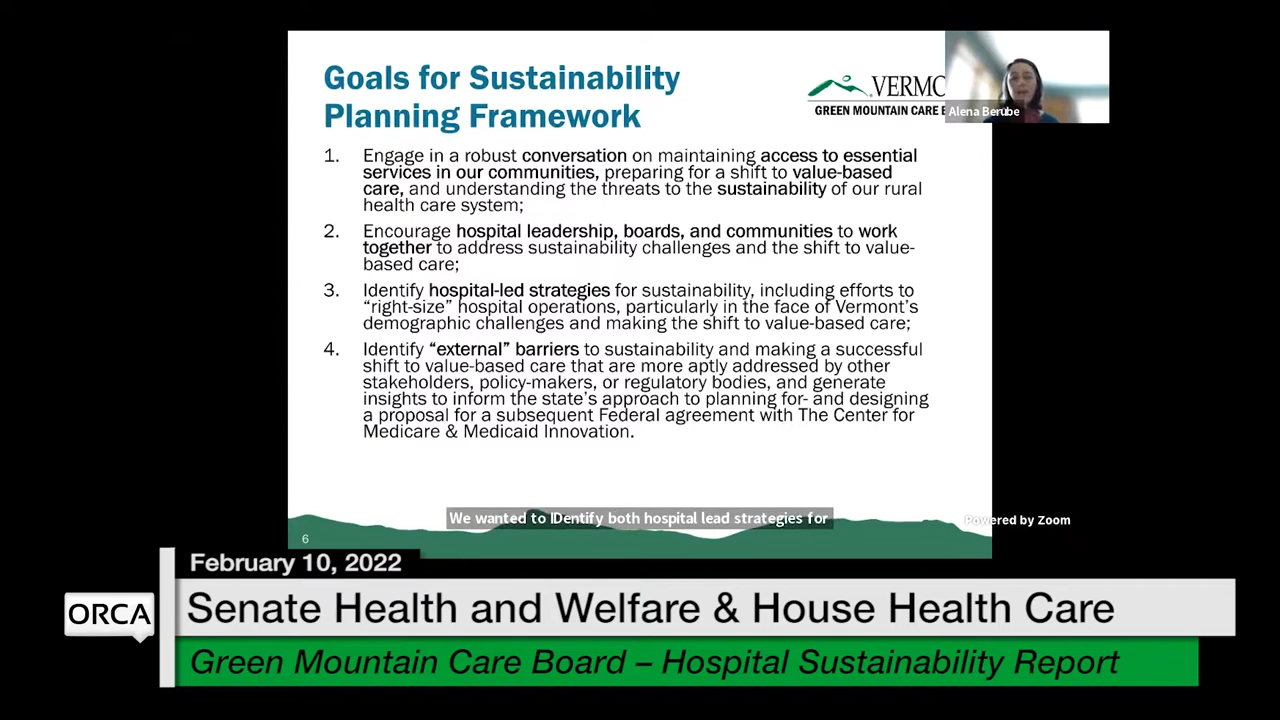 Goals for Sustainability
Planning Framework
VERMO
GREEN MOUNTAIN CARE B
Alena Berube
1. Engage in a robust conversation on maintaining access to essential
services in our communities, preparing for a shift to value-based
care, and understanding the threats to the sustainability of our rural
health care system;
2. Encourage hospital leadership, boards, and communities to work
together to address sustainability challenges and the shift to value-
based care;
3. Identify hospital-led strategies for sustainability, including efforts to
“right-size” hospital operations, particularly in the face of Vermont’s
demographic challenges and making the shift to value-based care;
4. Identify “external” barriers to sustainability and making a successful
shift to value-based care that are more aptly addressed by other
stakeholders, policy-makers, or regulatory bodies, and generate
insights to inform the state’s approach to planning for- and designing
a proposal for a subsequent Federal agreement with The Center for
Medicare & Medicaid Innovation.
We wanted to IDentify both hospital lead strategies for
Powered by Zoom
6
February 10, 2022
ORCA
Senate Health and Welfare & House Health Care
Green Mountain Care Board – Hospital Sustainability Report